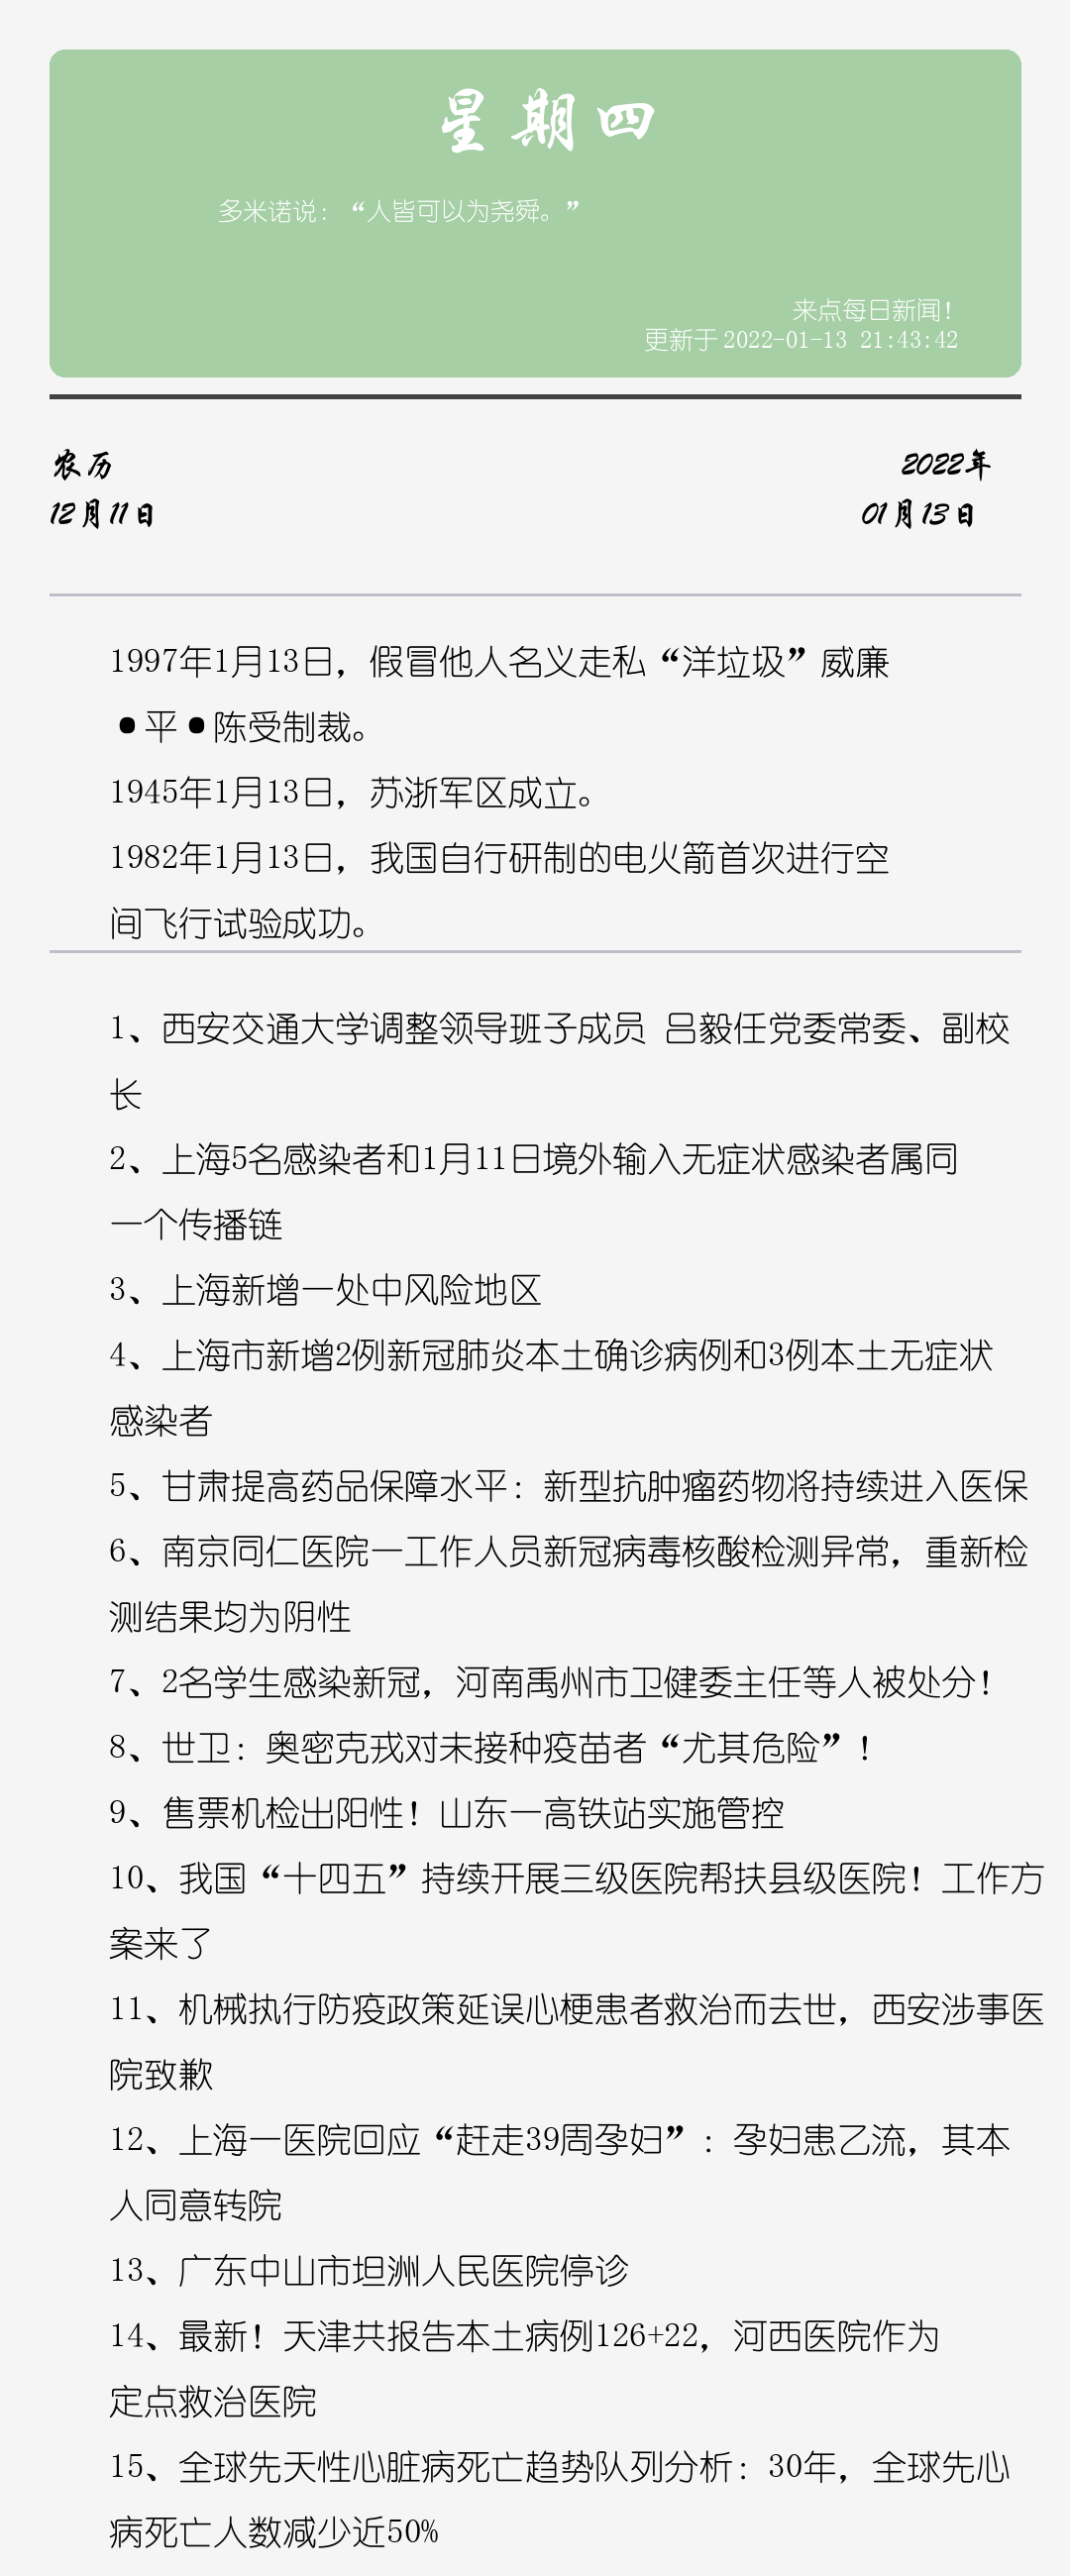 星期四
多米诺说：“人皆可以为尧舜。”
来点每日新闻！
更新于 2022-01-13 21:43:42
农历
2022年
12月11日
01月13日
1997年1月13日，假冒他人名义走私“洋垃圾”威廉
•平•陈受制裁。
1945年1月13日，苏浙军区成立。
1982年1月13日，我国自行研制的电火箭首次进行空
间飞行试验成功。
1、西安交通大学调整领导班子成员 吕毅任党委常委、副校
长
2、上海5名感染者和1月11日境外输入无症状感染者属同
一个传播链
3、上海新增一处中风险地区
4、上海市新增2例新冠肺炎本土确诊病例和3例本土无症状
感染者
5、甘肃提高药品保障水平：新型抗肿瘤药物将持续进入医保
6、南京同仁医院一工作人员新冠病毒核酸检测异常，重新检
测结果均为阴性
7、2名学生感染新冠，河南禹州市卫健委主任等人被处分！
8、世卫：奥密克戎对未接种疫苗者“尤其危险”！
9、售票机检出阳性！山东一高铁站实施管控
10、我国“十四五”持续开展三级医院帮扶县级医院！工作方
案来了
11、机械执行防疫政策延误心梗患者救治而去世，西安涉事医
院致歉
12、上海一医院回应“赶走39周孕妇”：孕妇患乙流，其本
人同意转院
13、广东中山市坦洲人民医院停诊
14、最新！天津共报告本土病例126+22，河西医院作为
定点救治医院
15、全球先天性心脏病死亡趋势队列分析：30年，全球先心
病死亡人数减少近50%